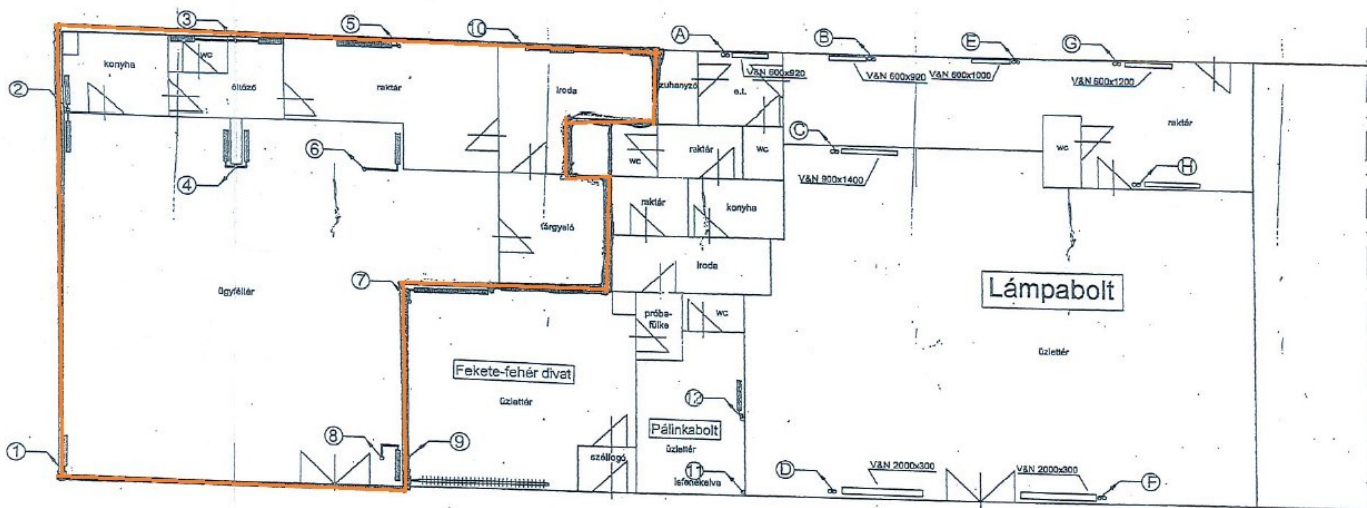 3
5
10
A
B
E
G
konyha
wc
öltöző
raktár
iroda
zuhanyzó
e.t.
V&N 600x920
V&N 600x920
V&N 600x1000
V&N 600x1200
2
raktár
6
4
wc
raktár
wc
C
V&N 900x1400
wc
H
raktár
konyha
tárgyaló
iroda
ügyféltér
7
Lámpabolt
próba-
fülke
wc
üzlettér
Fekete-fehér divat
üzlettér
12
Pálinkabolt
üzlettér
1
8
9
szélfogó
11
D
V&N 2000x300
V&N 2000x300
F